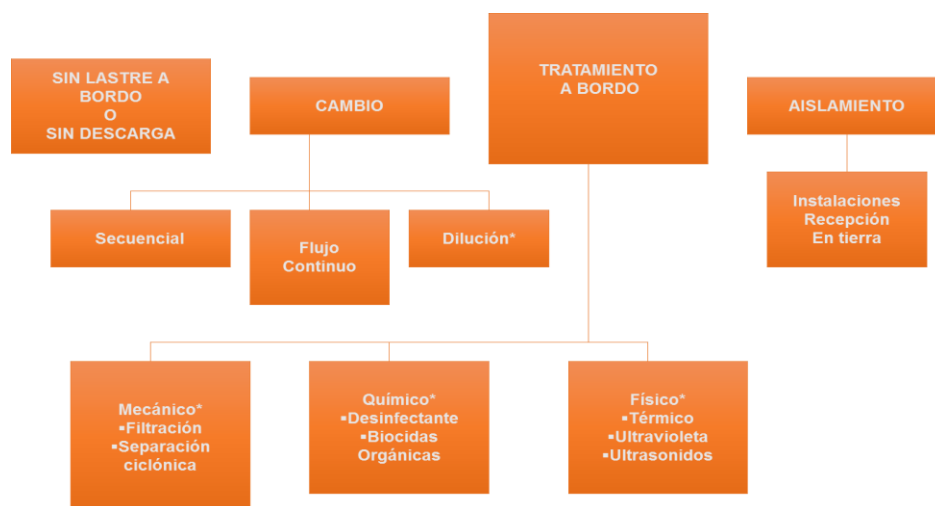 SIN LASTRE A
BORDO
O
SIN DESCARGA
CAMBIO
TRATAMIENTO
A BORDO
AISLAMIENTO
Secuencial
Flujo
Continuo
Dilución*
Instalaciones
Recepción
En tierra
Mecánico*
▪Filtración
▪Separación
ciclónica
Químico*
▪Desinfectante
▪Biocidas
Orgánicas
Físico*
▪Térmico
▪Ultravioleta
▪Ultrasonidos